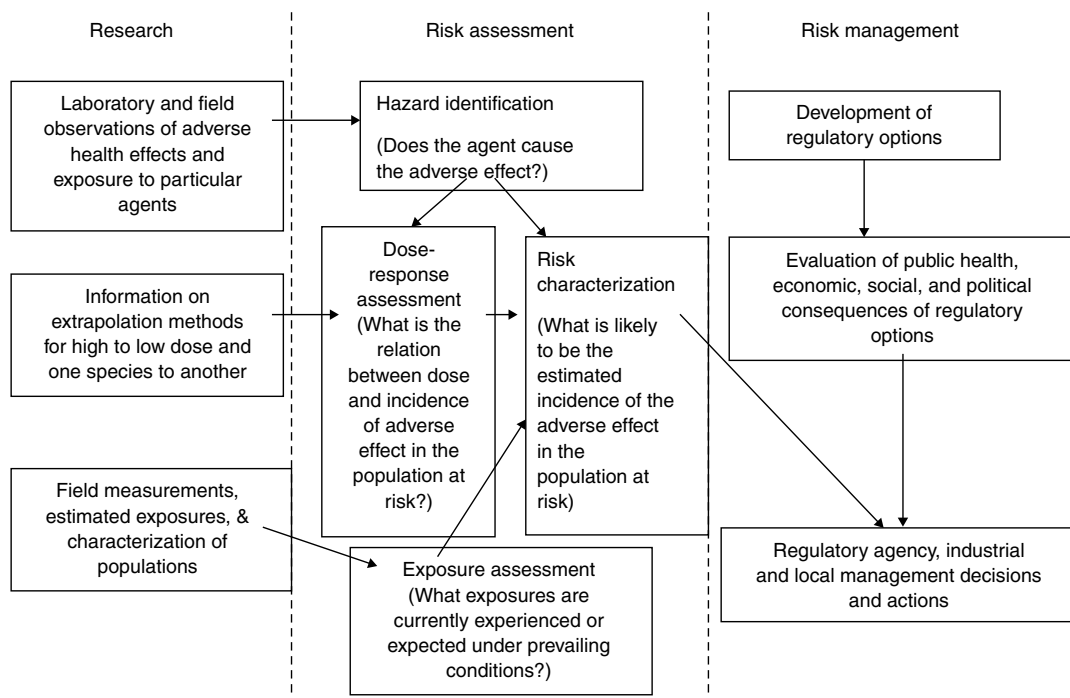 Research
Risk assessment
Risk management
Laboratory and field
observations of adverse
health effects and
exposure to particular
agents
Hazard identification
(Does the agent cause
the adverse effect?)
Development of
regulatory options
Information on
extrapolation methods
for high to low dose and
one species to another
Dose-
response
assessment
(What is the
relation
between dose
and incidence
of adverse
effect in the
population at
risk?)
Risk
characterization
(What is likely
to be the
estimated
incidence of the
adverse effect
in the
population at
risk)
Evaluation of public health,
economic, social, and political
consequences of regulatory
options
Field measurements,
estimated exposures, &
characterization of
populations
Exposure assessment
(What exposures are
currently experienced or
expected under prevailing
conditions?)
Regulatory agency, industrial
and local management decisions
and actions